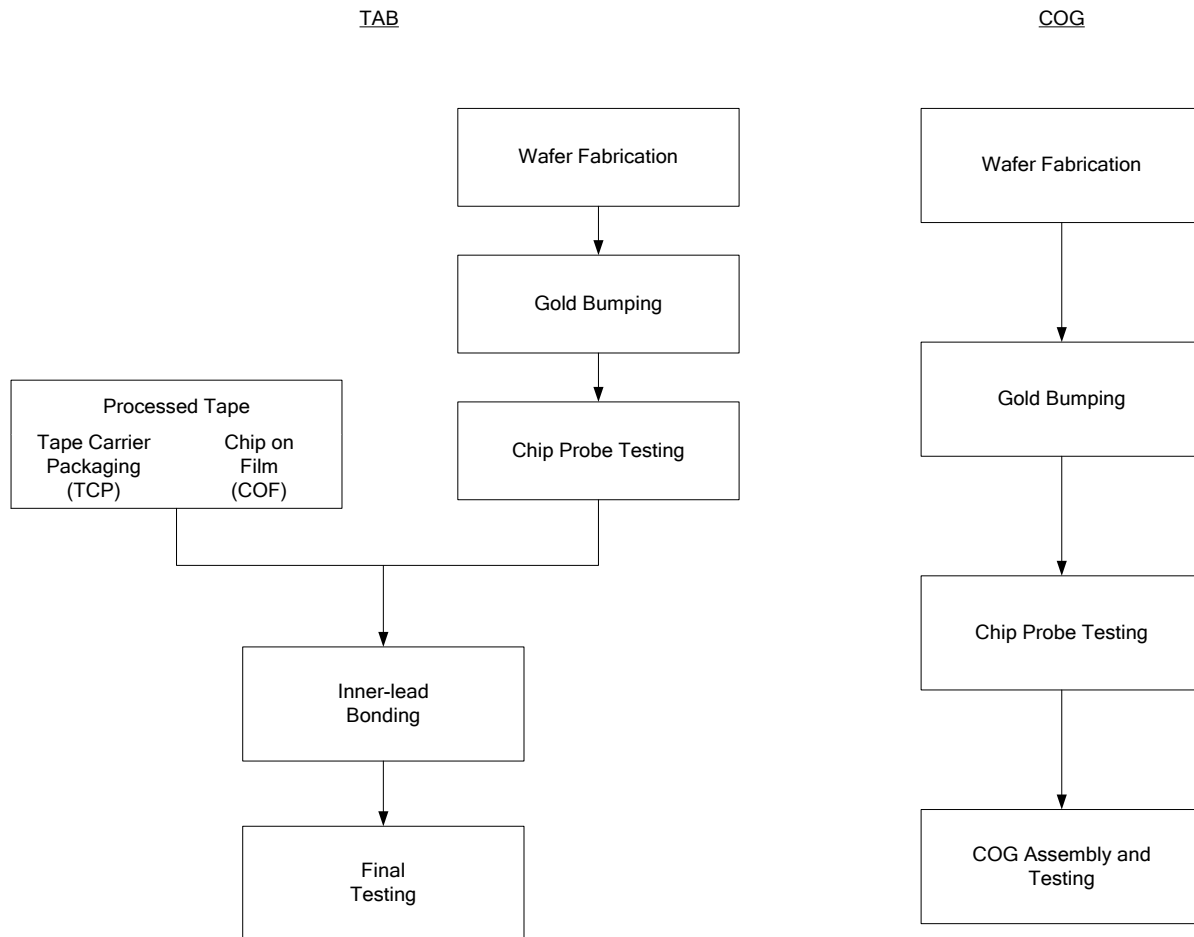 TAB
COG
Wafer Fabrication
Gold Bumping
Processed Tape
Tape Carrier
Packaging
(TCP)
Chip on
Film
(COF)
Chip Probe Testing
Inner-lead
Bonding
Final
Testing
Wafer Fabrication
Gold Bumping
Chip Probe Testing
COG Assembly and
Testing